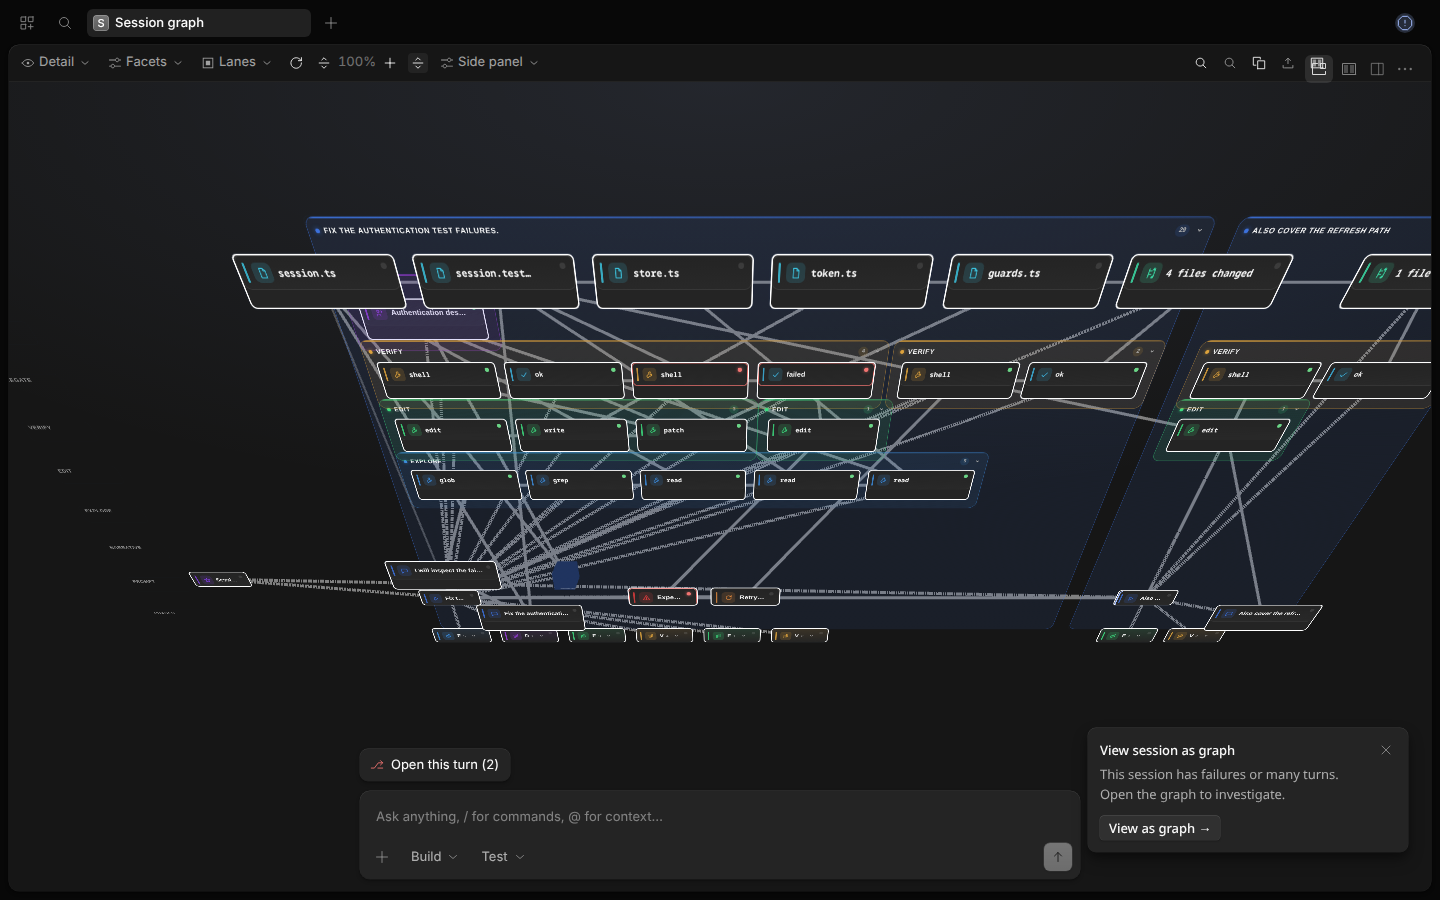 S Session graph
Detail
Facets
Lanes
100%
Side panel
FIX THE AUTHENTICATION TEST FAILURES.
20
ALSO COVER THE REFRESH PATH
session.ts
session.test…
store.ts
token.ts
guards.ts
4 files changed
1 file
Authentication des…
VERIFY
4
VERIFY
2
VERIFY
shell
ok
shell
failed
shell
ok
shell
ok
EDIT
EDIT
EDIT
edit
write
patch
edit
edit
EXPLORE
glob
grep
read
read
read
I will inspect the fai…
Expe…
Retry…
Also …
Fix the authenticati…
Also cover the refr…
Open this turn (2)
View session as graph
This session has failures or many turns.
Open the graph to investigate.
View as graph →
Ask anything, / for commands, @ for context…
Build
Test